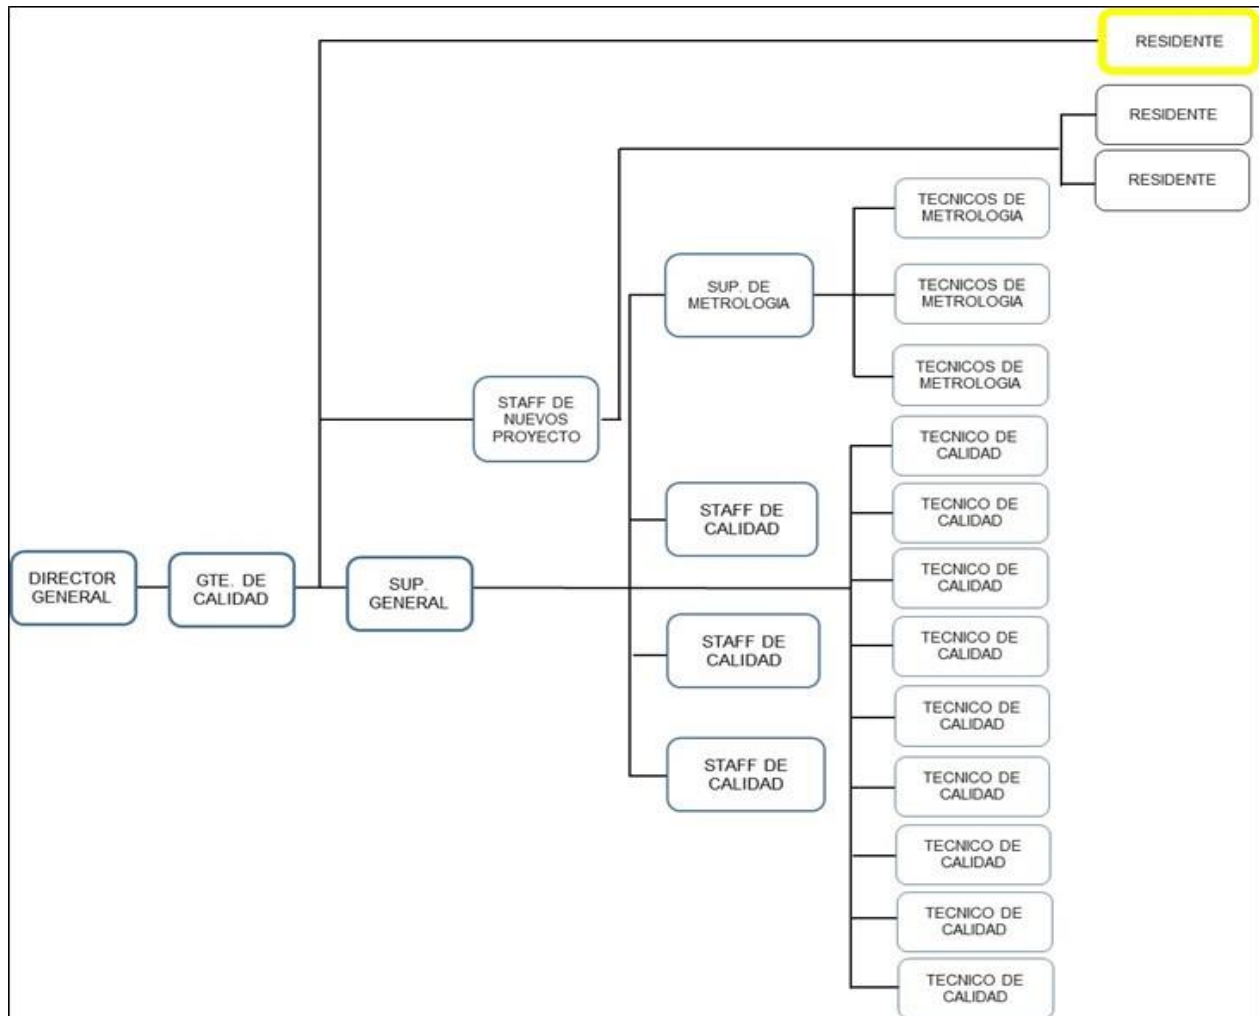 RESIDENTE
RESIDENTE
RESIDENTE
TECNICOS DE
METROLOGIA
SUP. DE
METROLOGIA
TECNICOS DE
METROLOGIA
TECNICOS DE
METROLOGIA
STAFF DE
NUEVOS
PROYECTO
TECNICO DE
CALIDAD
STAFF DE
CALIDAD
TECNICO DE
CALIDAD
DIRECTOR
GENERAL
GTE. DE
CALIDAD
SUP.
GENERAL
TECNICO DE
CALIDAD
STAFF DE
CALIDAD
TECNICO DE
CALIDAD
TECNICO DE
CALIDAD
STAFF DE
CALIDAD
TECNICO DE
CALIDAD
TECNICO DE
CALIDAD
TECNICO DE
CALIDAD
TECNICO DE
CALIDAD